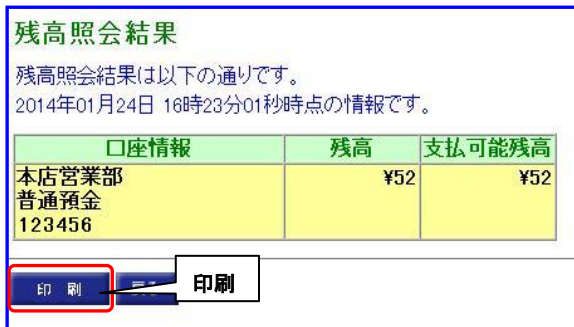 残高照会結果
残高照会結果は以下の通りです。
2014年01月24日 16時23分01秒時点の情報です。
口座情報 残高 支払可能残高
本店営業部 ¥52 ¥52
普通預金
123456
印 刷
印刷